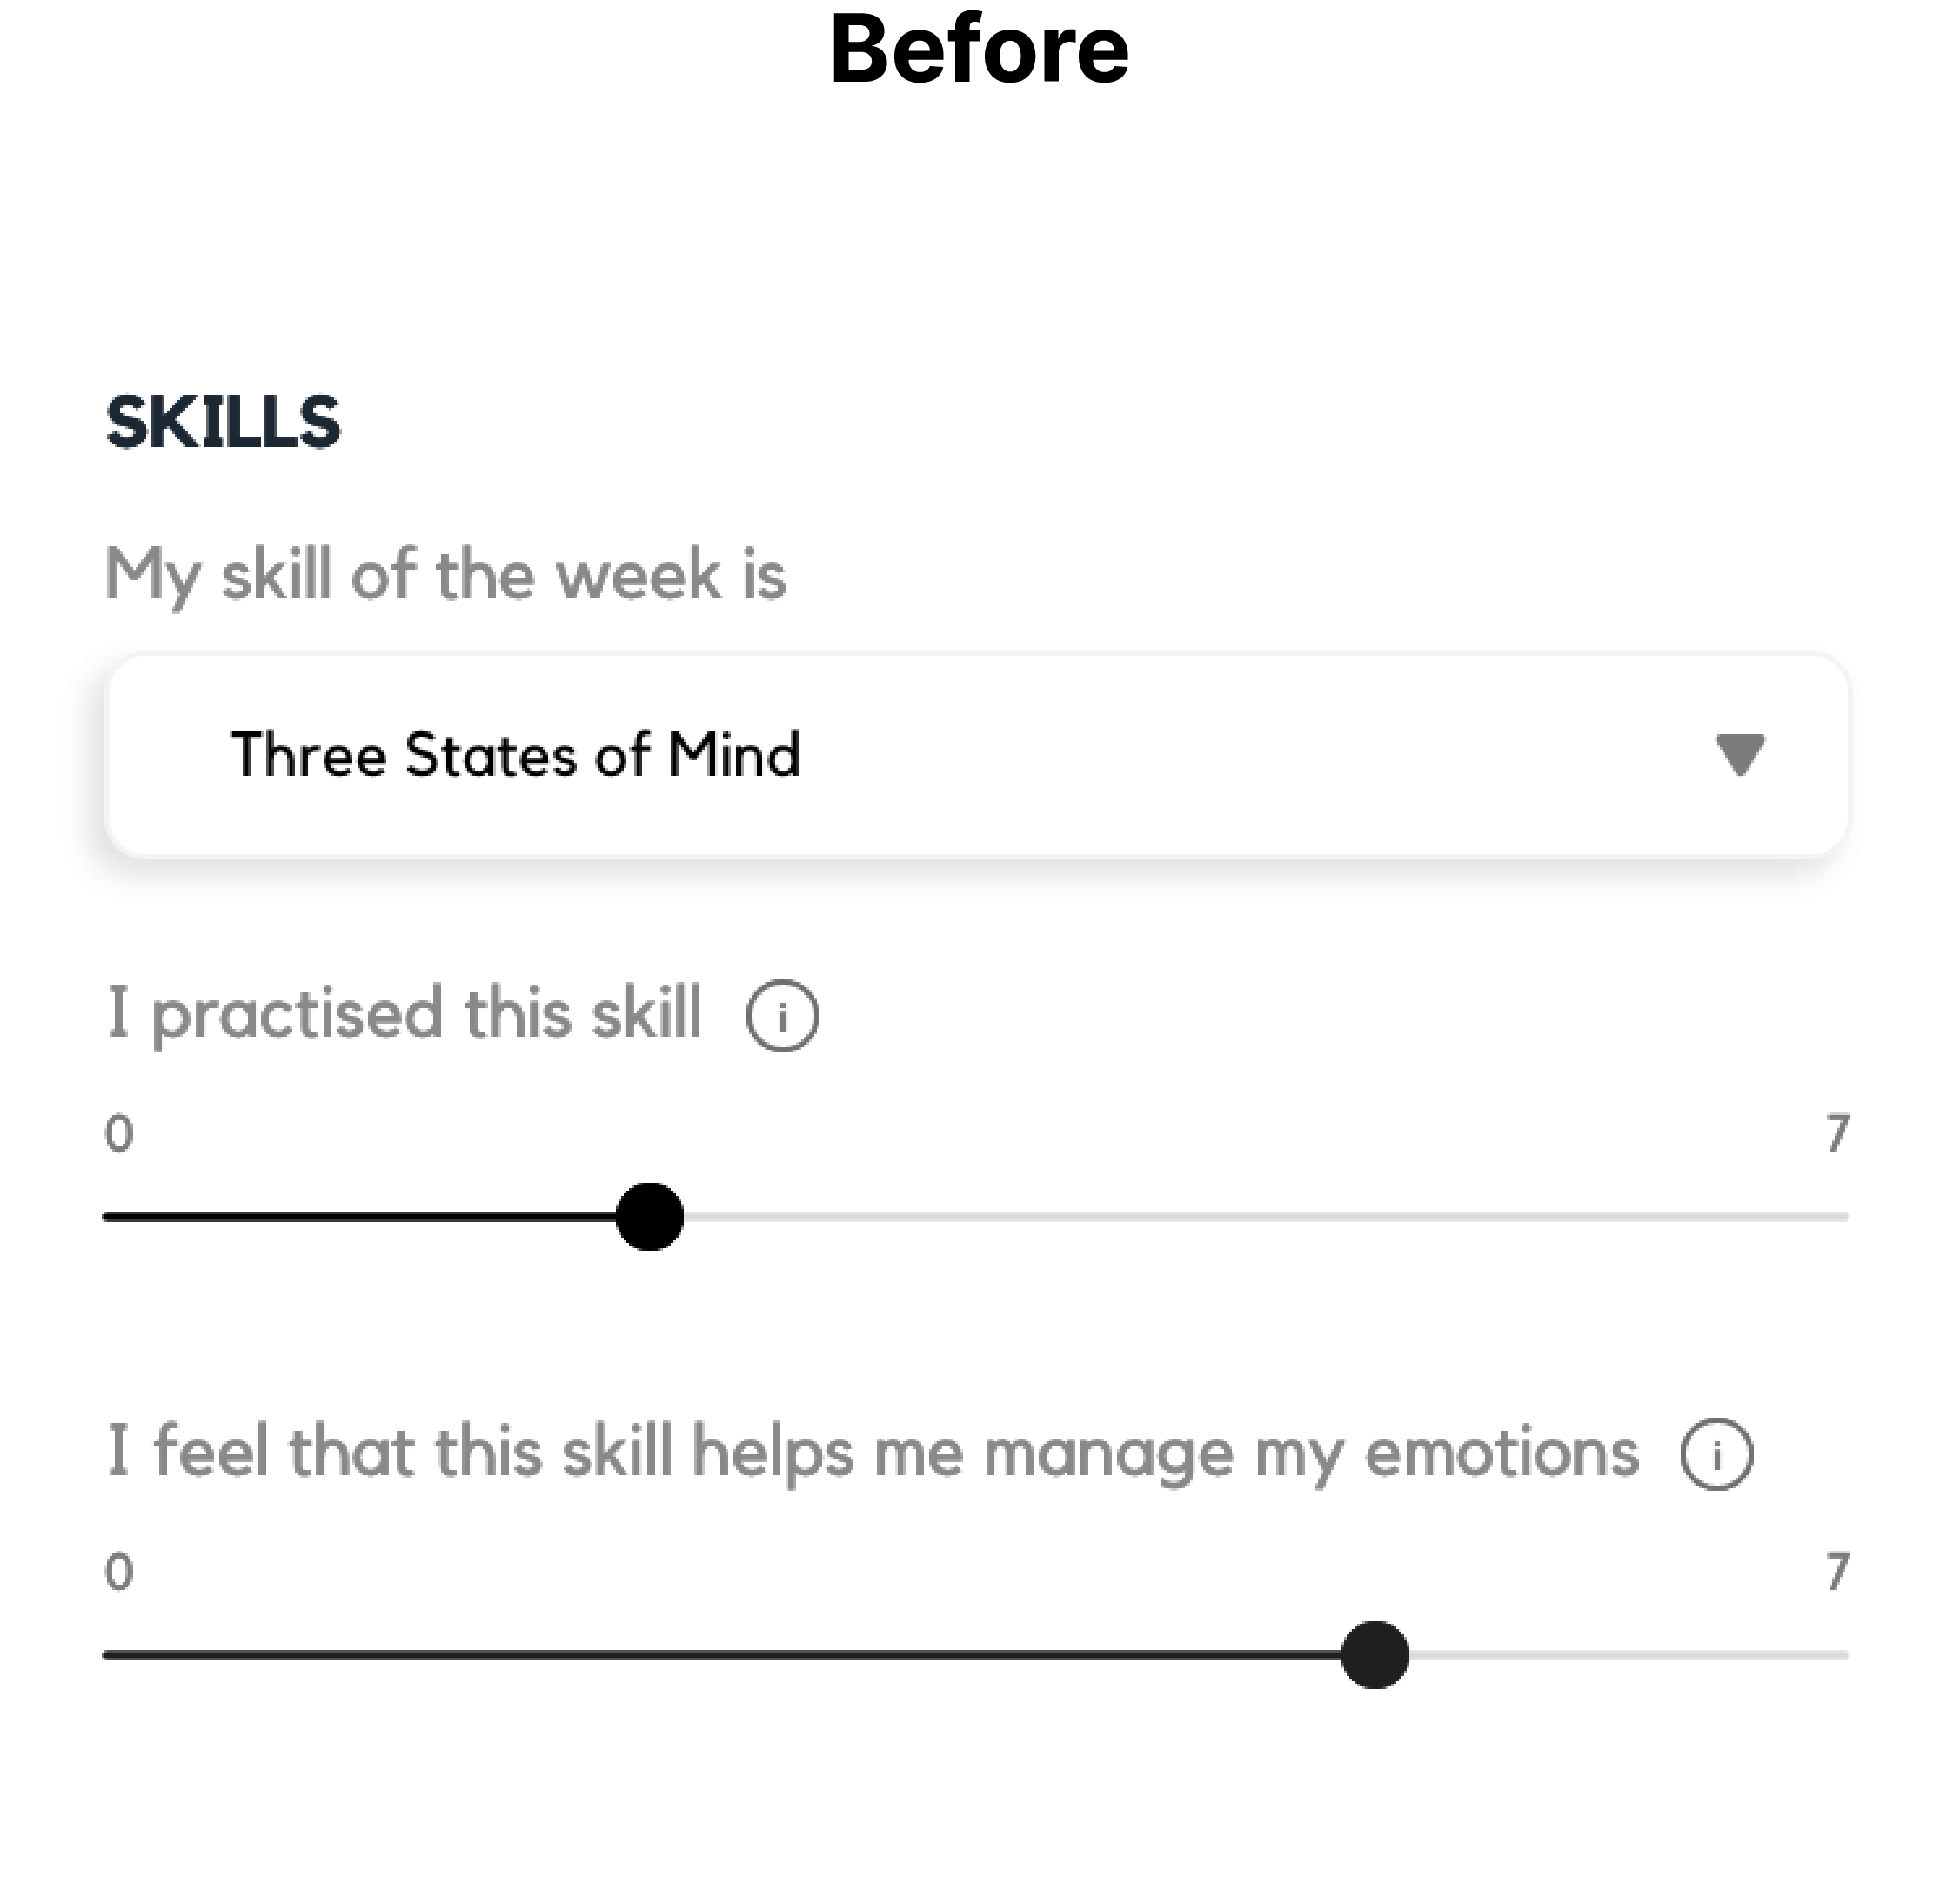 Before
SKILLS
My skill of the week is
Three States of Mind
I practised this skill i
0 7
I feel that this skill helps me manage my emotions i
0 7